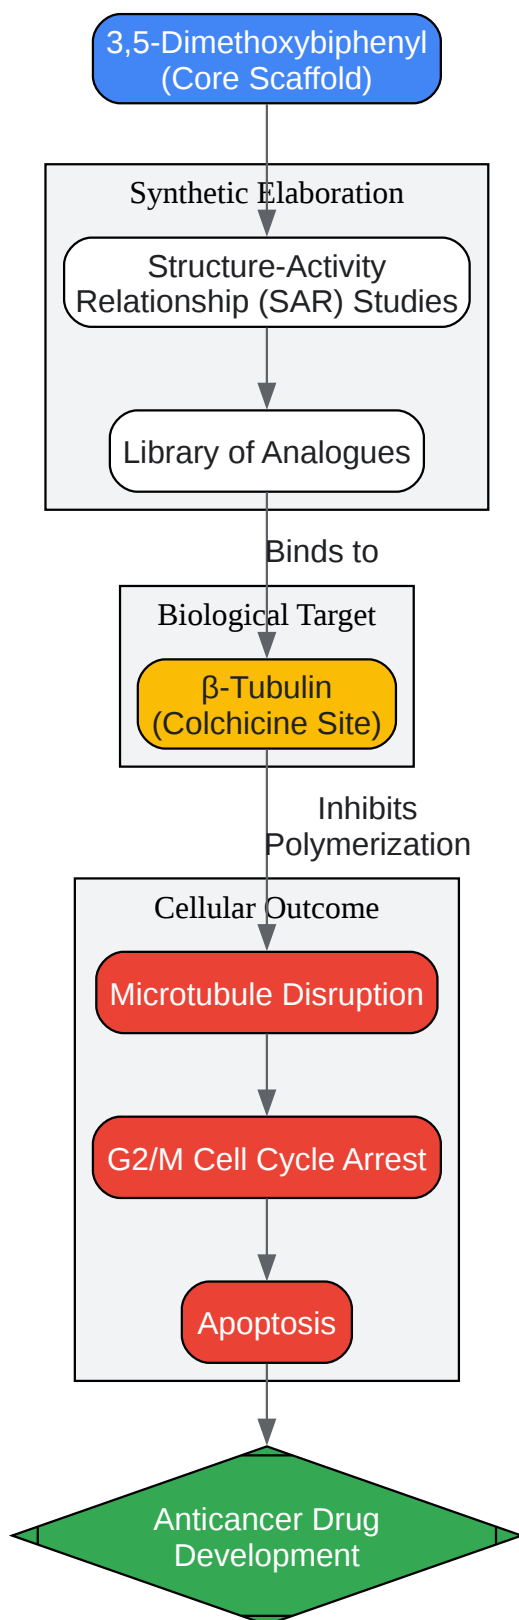 3,5-Dimethoxybiphenyl
(Core Scaffold)
Synthetic Elaboration
Structure-Activity
Relationship (SAR) Studies
Library of Analogues
Binds to
Biological Target
β-Tubulin
(Colchicine Site)
Inhibits
Polymerization
Cellular Outcome
Microtubule Disruption
G2/M Cell Cycle Arrest
Apoptosis
Anticancer Drug
Development